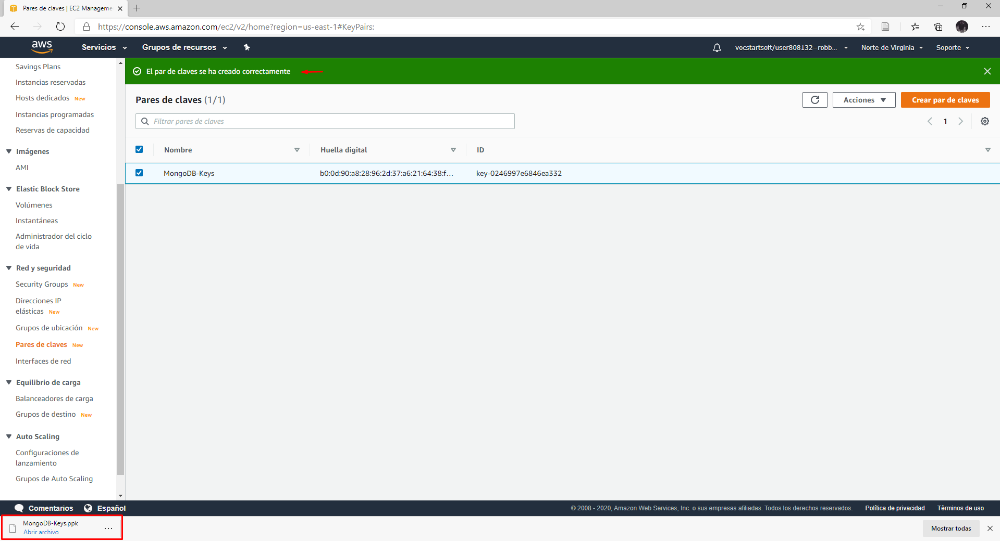 Pares de claves | EC2 Manageme
https://console.aws.amazon.com/ec2/v2/home?region=us-east-1#KeyPairs:
aws
Servicios
Grupos de recursos
vocstartsoft/user808132=robb...
Norte de Virginia
Soporte
Savings Plans
Instancias reservadas
Hosts dedicados New
Instancias programadas
Reservas de capacidad
Imágenes
AMI
Elastic Block Store
Volúmenes
Instantáneas
Administrador del ciclo
de vida
Red y seguridad
Security Groups New
Direcciones IP
elásticas New
Grupos de ubicación New
Pares de claves New
Interfaces de red
Equilibrio de carga
Balanceadores de carga
Grupos de destino New
Auto Scaling
Configuraciones de
lanzamiento
Grupos de Auto Scaling
El par de claves se ha creado correctamente
Pares de claves (1/1)
Acciones
Crear par de claves
Filtrar pares de claves
1
Nombre
Huella digital
ID
MongoDB-Keys
b0:0d:90:a8:28:96:2d:37:a6:21:64:38:f...
key-0246997e6846ea332
Comentarios
Español
© 2008 - 2020, Amazon Web Services, Inc. o sus empresas afiliadas. Todos los derechos reservados.
Política de privacidad
Términos de uso
MongoDB-Keys.ppk
Abrir archivo
Mostrar todas